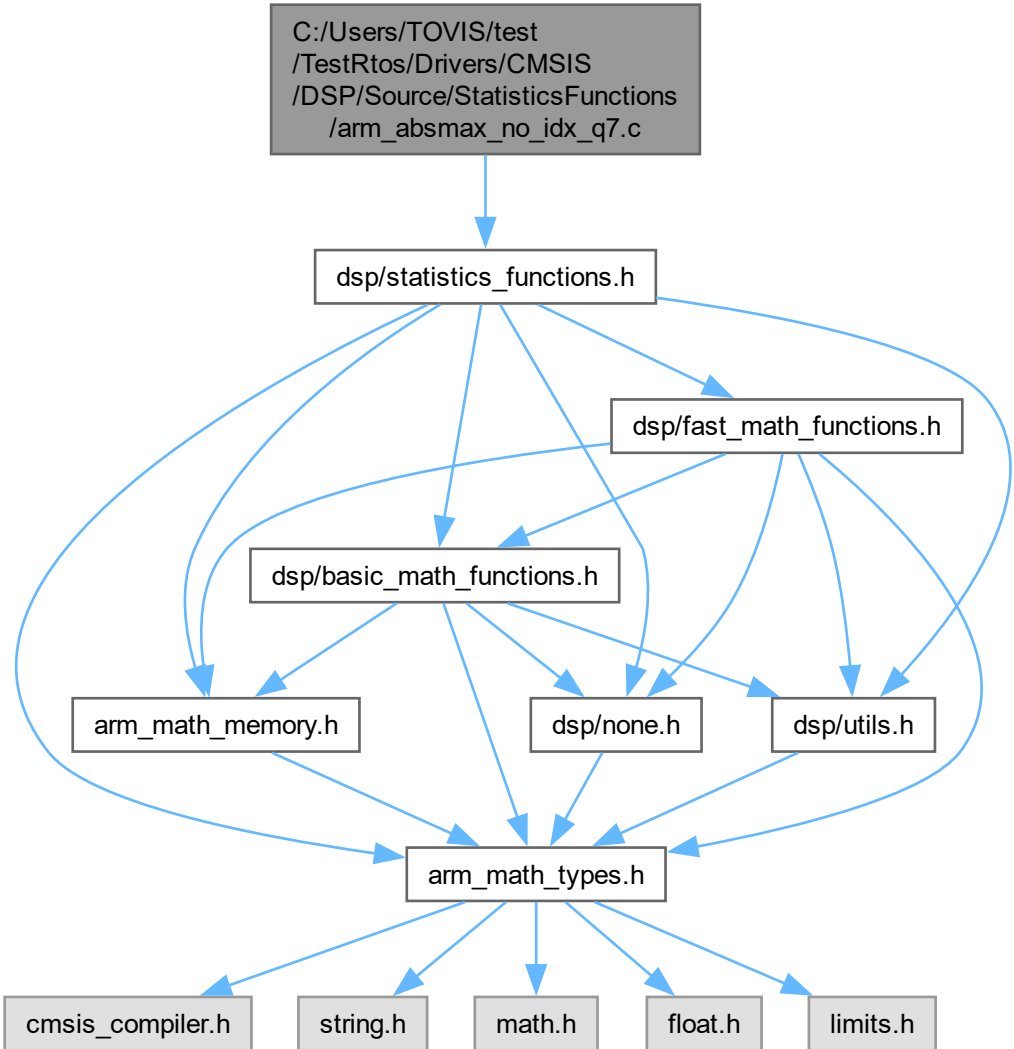 C:/Users/TOVIS/test
/TestRtos/Drivers/CMSIS
/DSP/Source/StatisticsFunctions
/arm_absmax_no_idx_q7.c
dsp/statistics_functions.h
dsp/fast_math_functions.h
dsp/basic_math_functions.h
arm_math_memory.h
dsp/none.h
dsp/utils.h
arm_math_types.h
cmsis_compiler.h
string.h
math.h
float.h
limits.h